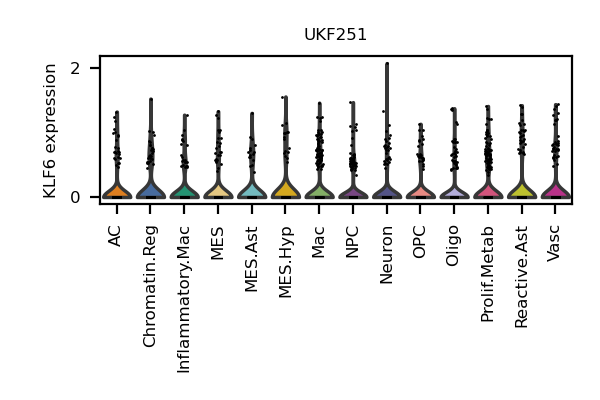 UKF251
KLF6 expression
2
0
AC
Chromatin.Reg
Inflammatory.Mac
MES
MES.Ast
MES.Hyp
Mac
NPC
Neuron
OPC
Oligo
Prolif.Metab
Reactive.Ast
Vasc